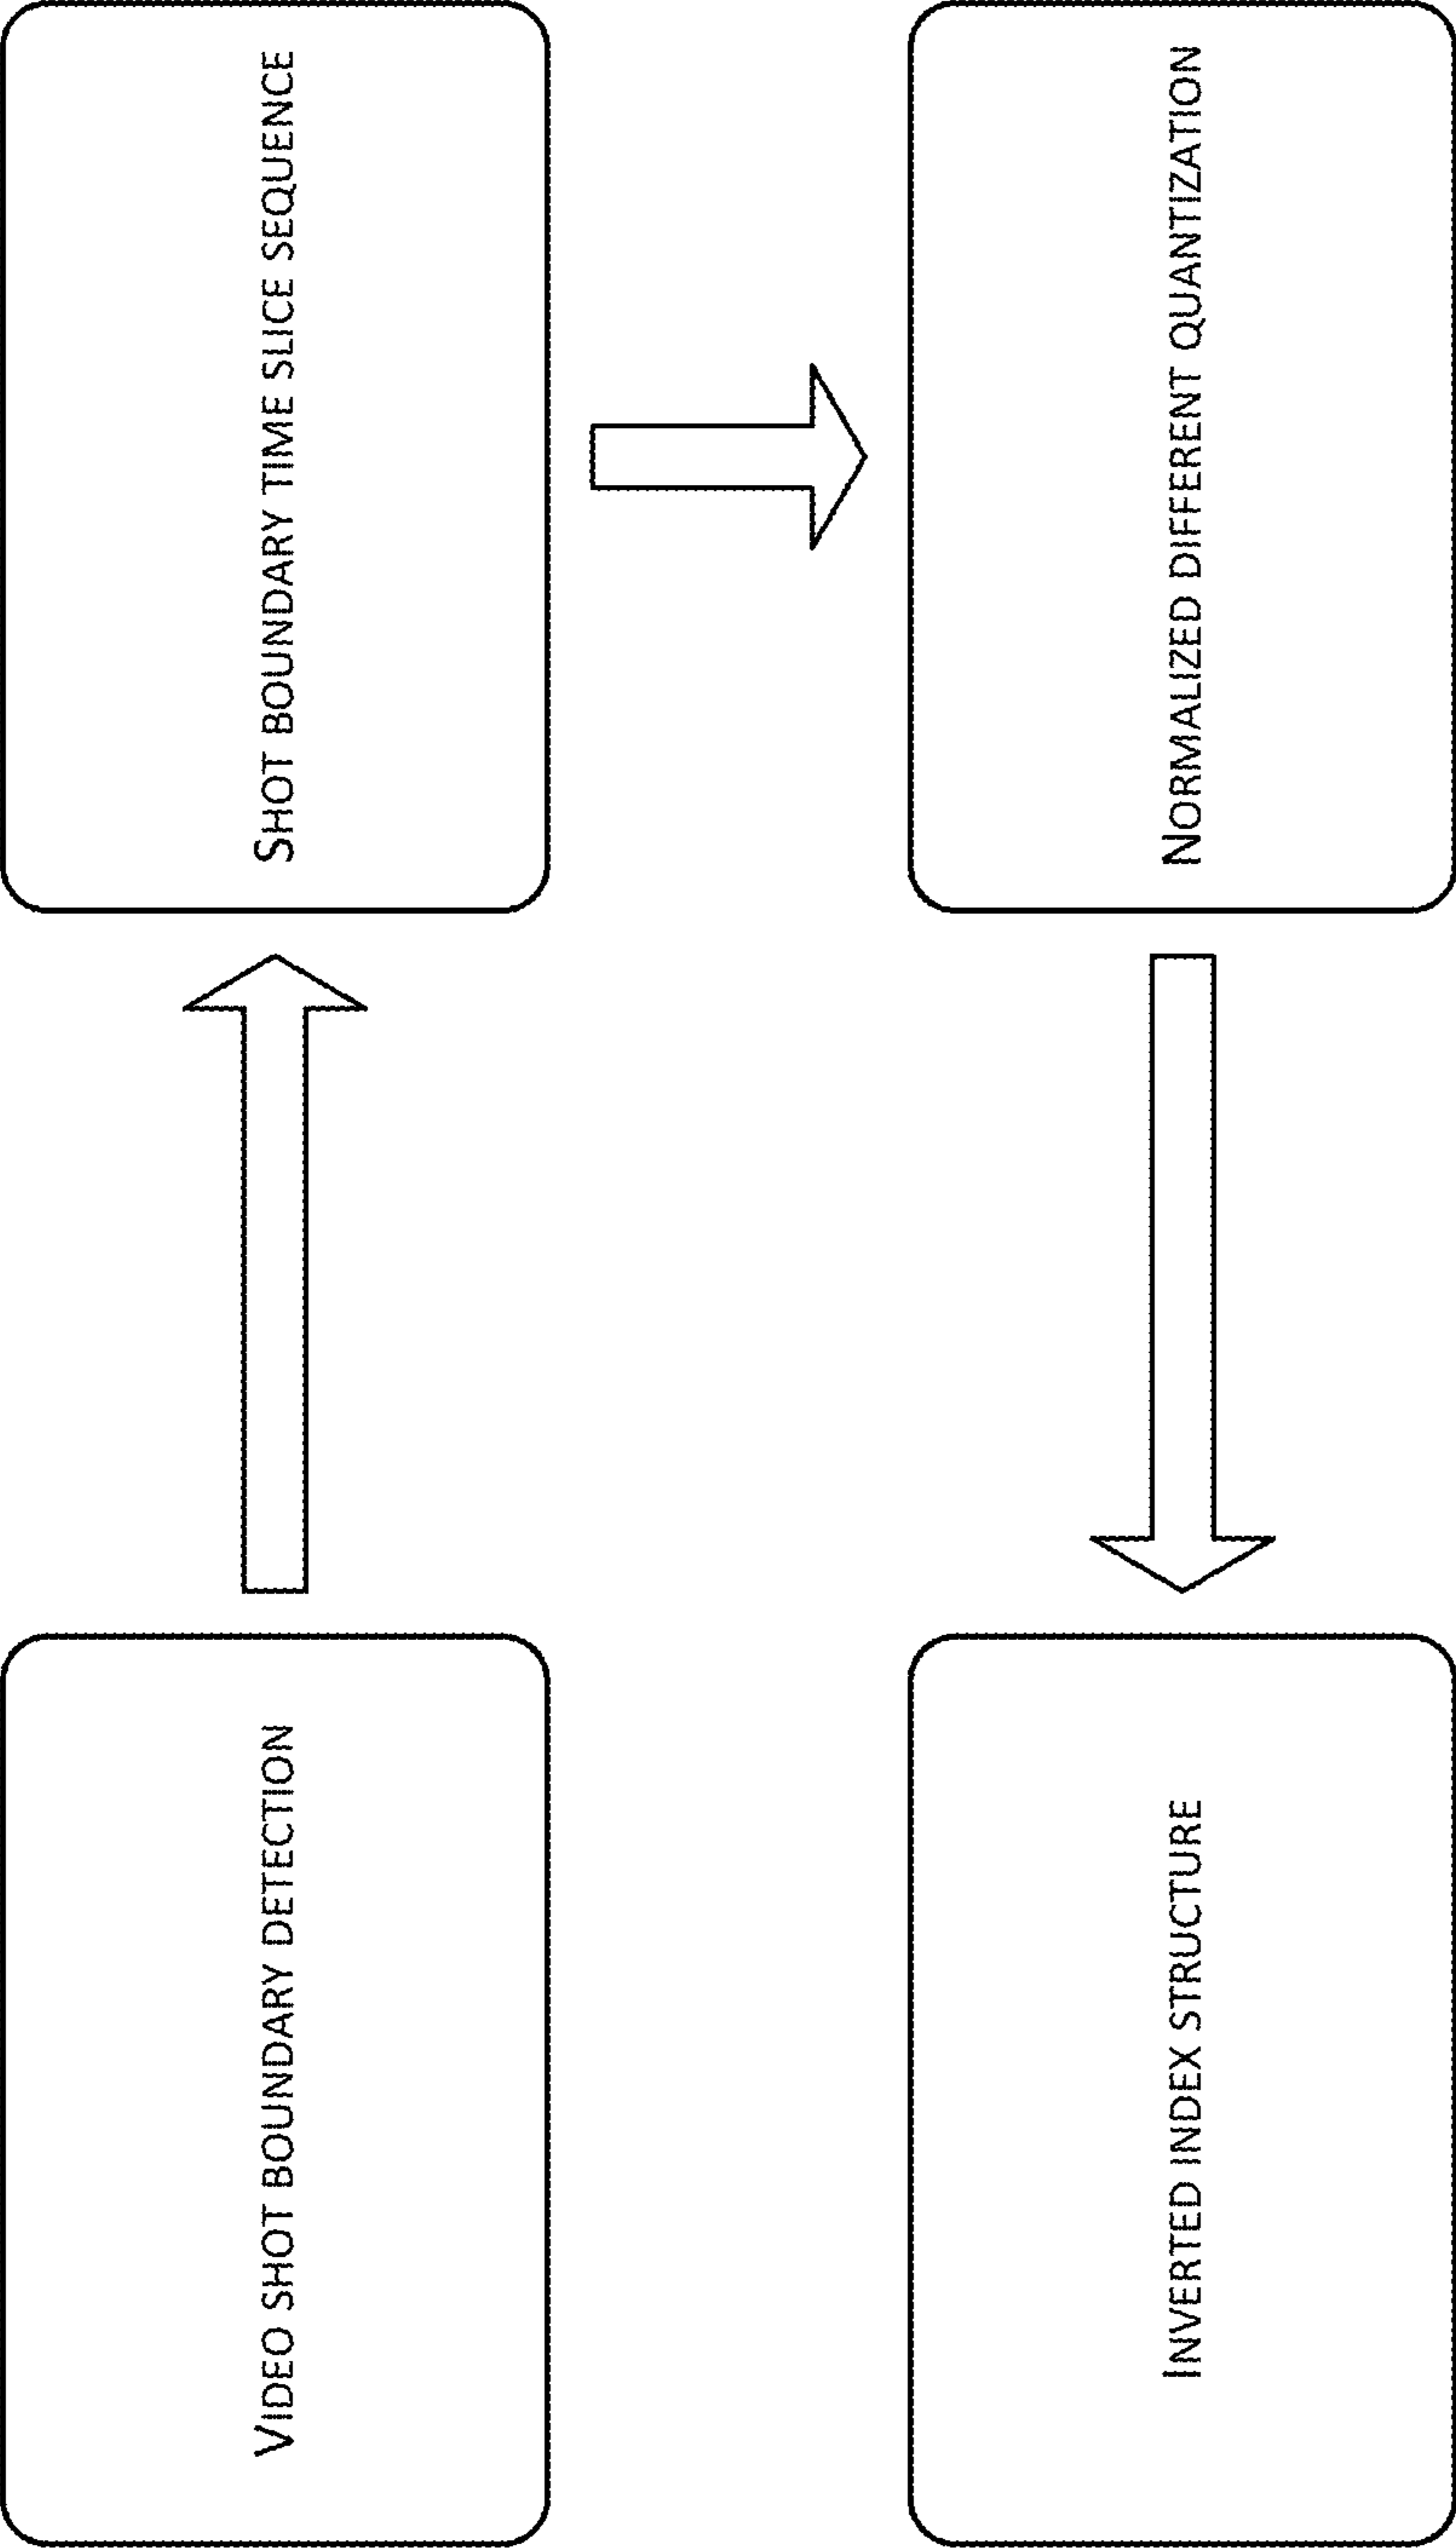 Video shot boundary detection
Shot boundary time slice sequence
Normalized different quantization
Inverted index structure